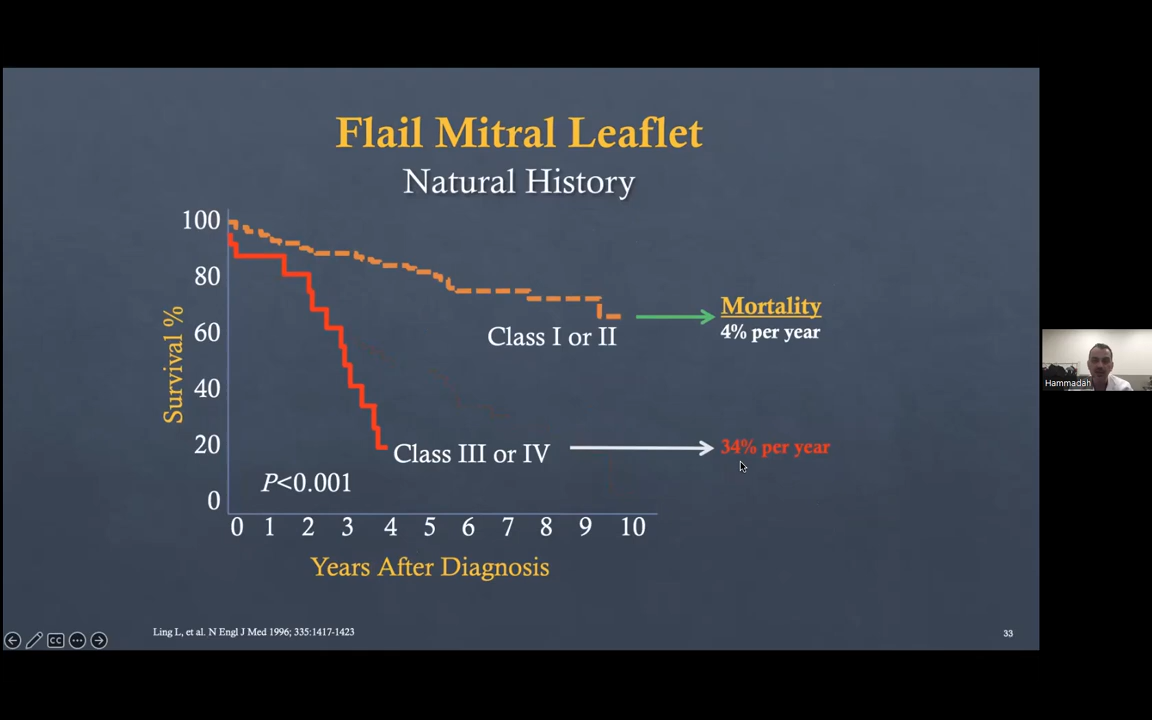 Flail Mitral Leaflet
Natural History
100
80
60
40
20
0
Survival %
Class I or II
Mortality
4% per year
Class III or IV
34% per year
P<0.001
0 1 2 3 4 5 6 7 8 9 10
Years After Diagnosis
Ling L, et al. N Engl J Med 1996; 335:1417-1423
33
CC
Hammadah